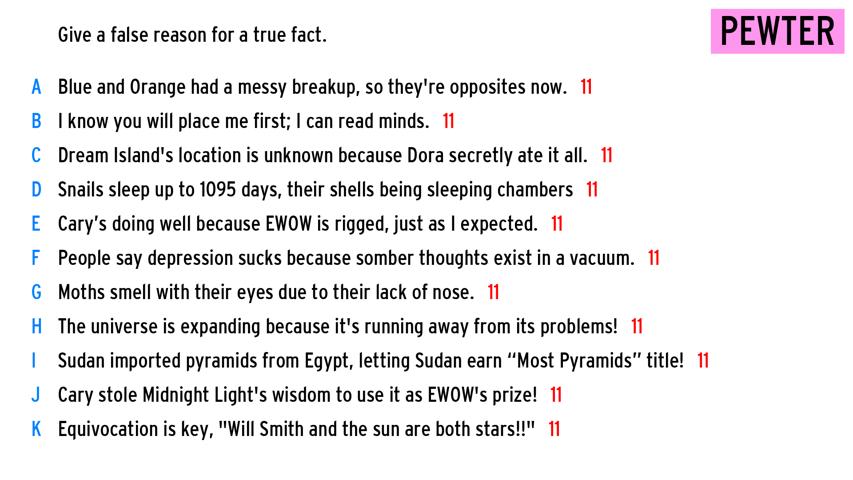 Give a false reason for a true fact.
PEWTER
A Blue and Orange had a messy breakup, so they're opposites now. 11
B I know you will place me first; I can read minds. 11
C Dream Island's location is unknown because Dora secretly ate it all. 11
D Snails sleep up to 1095 days, their shells being sleeping chambers 11
E Cary’s doing well because EWOW is rigged, just as I expected. 11
F People say depression sucks because somber thoughts exist in a vacuum. 11
G Moths smell with their eyes due to their lack of nose. 11
H The universe is expanding because it's running away from its problems! 11
I Sudan imported pyramids from Egypt, letting Sudan earn “Most Pyramids” title! 11
J Cary stole Midnight Light's wisdom to use it as EWOW's prize! 11
K Equivocation is key, "Will Smith and the sun are both stars!!" 11